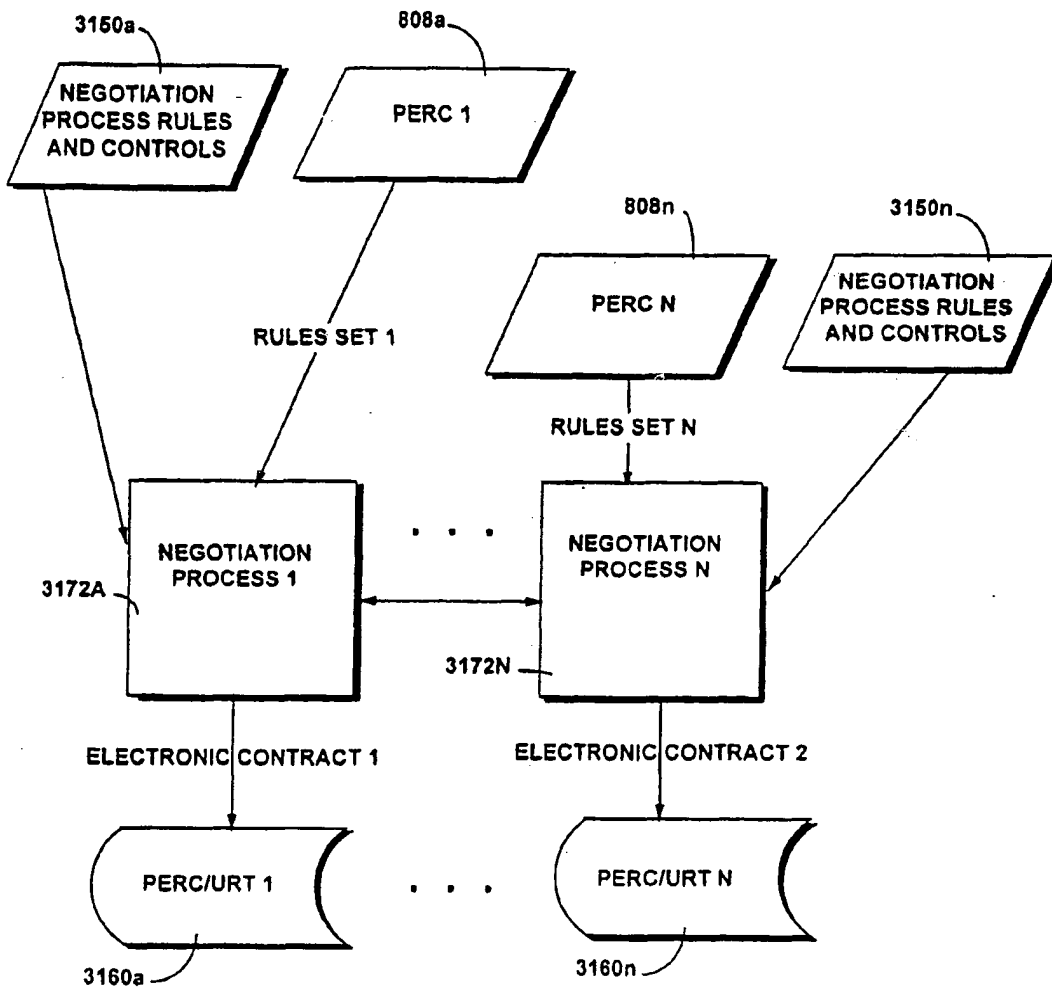 3150a
808a
NEGOTIATION
PROCESS RULES
AND CONTROLS
PERC 1
808n
3150n
PERC N
NEGOTIATION
PROCESS RULES
AND CONTROLS
RULES SET 1
RULES SET N
NEGOTIATION
PROCESS 1
. . .
NEGOTIATION
PROCESS N
3172A
3172N
ELECTRONIC CONTRACT 1
ELECTRONIC CONTRACT 2
PERC/URT 1
. . .
PERC/URT N
3160a
3160n